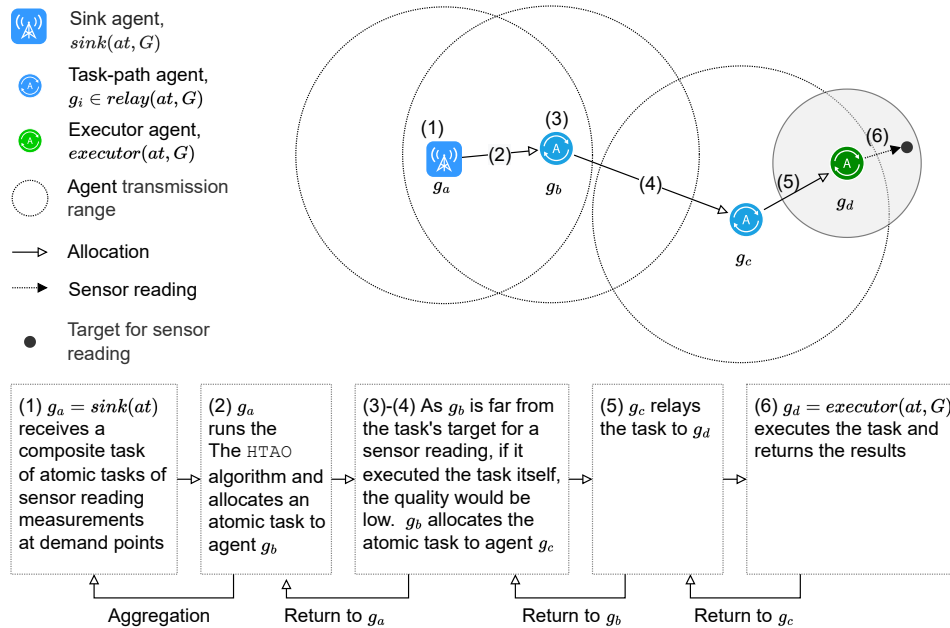 Sink agent,
sink(at, G)
Task-path agent,
g_i ∈ relay(at, G)
Executor agent,
executor(at, G)
Agent transmission
range
Allocation
Sensor reading
Target for sensor
reading
(1)
(2)
(3)
(4)
(5)
(6)
g_a
g_b
g_c
g_d
A
A
A
A
A
(1) g_a = sink(at)
receives a
composite task
of atomic tasks of
sensor reading
measurements
at demand points
(2) g_a
runs the
The HTAO
algorithm and
allocates an
atomic task to
agent g_b
(3)-(4) As g_b is far from
the task's target for a
sensor reading, if it
executed the task itself,
the quality would be
low. g_b allocates the
atomic task to agent g_c
(5) g_c relays
the task to g_d
(6) g_d = executor(at, G)
executes the task and
returns the results
Aggregation
Return to g_a
Return to g_b
Return to g_c